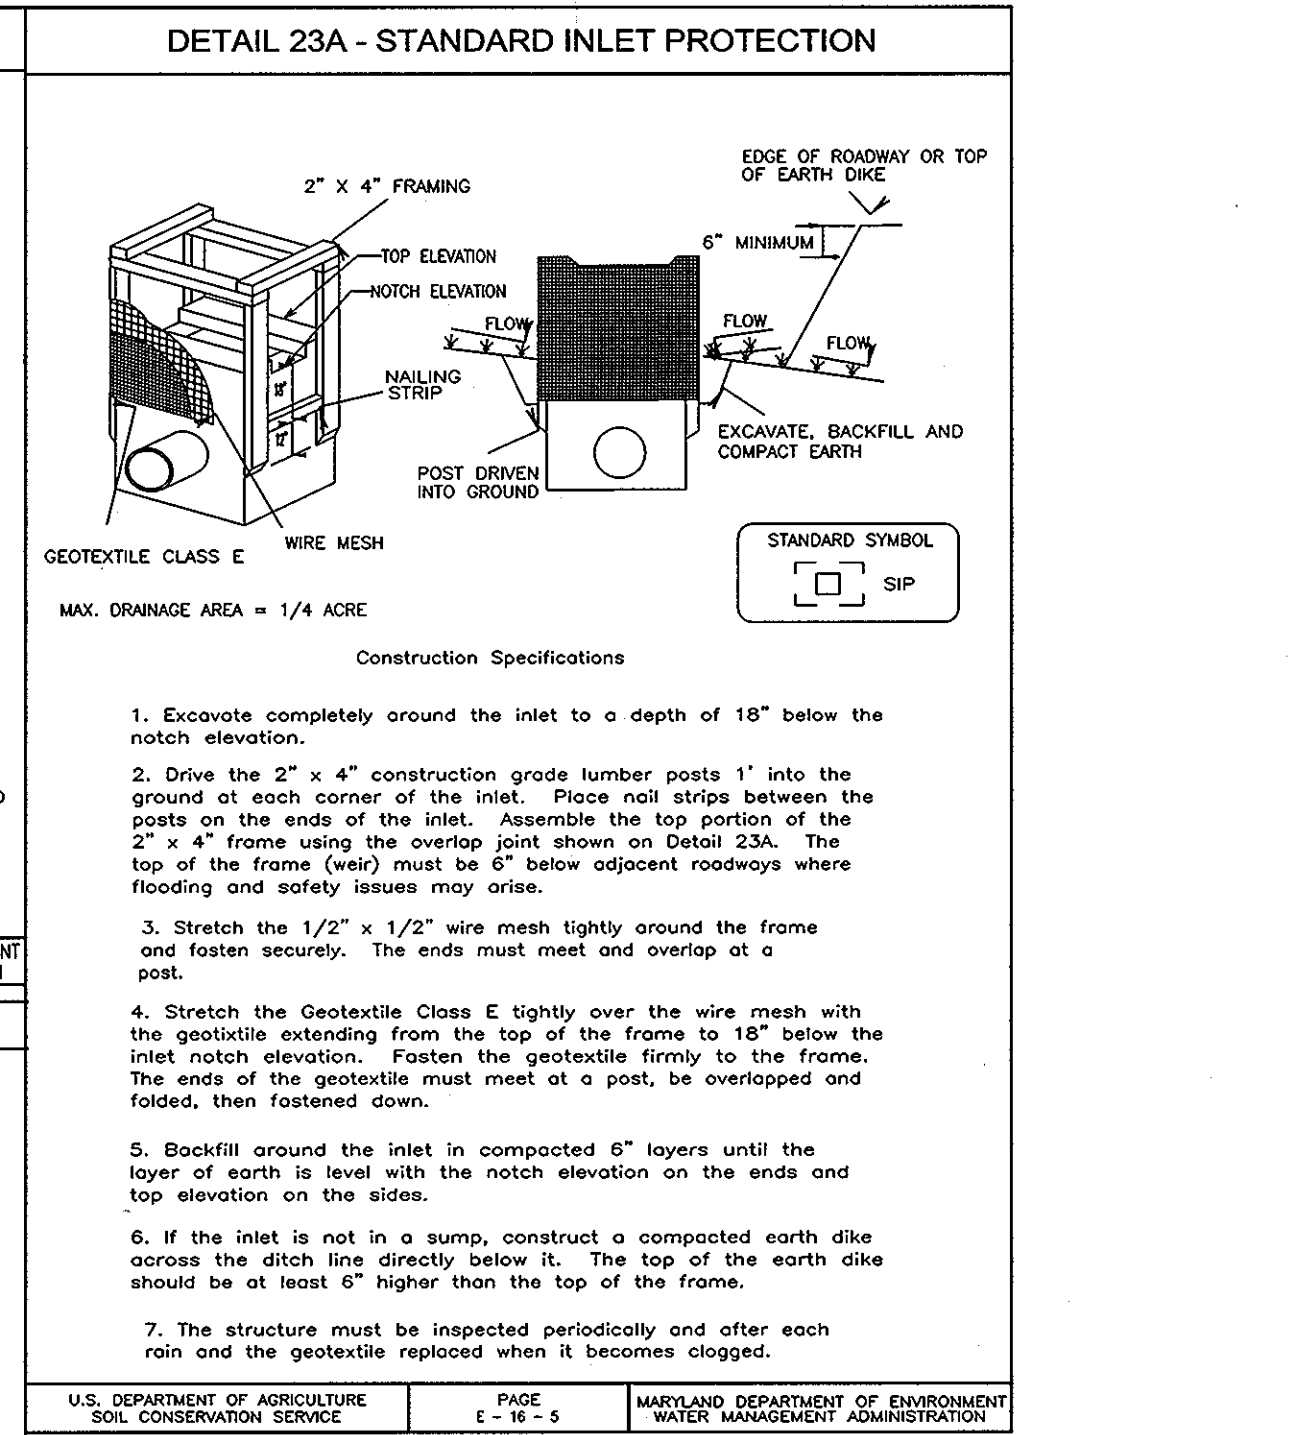 DETAIL 23A - STANDARD INLET PROTECTION
EDGE OF ROADWAY OR TOP
OF EARTH DIKE
2" X 4" FRAMING
6" MINIMUM
TOP ELEVATION
NOTCH ELEVATION
FLOW
FLOW
FLOW
NAILING
STRIP
12"
EXCAVATE, BACKFILL AND
COMPACT EARTH
POST DRIVEN
INTO GROUND
WIRE MESH
GEOTEXTILE CLASS E
STANDARD SYMBOL
SIP
MAX. DRAINAGE AREA = 1/4 ACRE
Construction Specifications
1. Excavate completely around the inlet to a depth of 18" below the
notch elevation.
2. Drive the 2" x 4" construction grade lumber posts 1' into the
ground at each corner of the inlet. Place nail strips between the
posts on the ends of the inlet. Assemble the top portion of the
2" x 4" frame using the overlap joint shown on Detail 23A. The
top of the frame (weir) must be 6" below adjacent roadways where
flooding and safety issues may arise.
3. Stretch the 1/2" x 1/2" wire mesh tightly around the frame
and fasten securely. The ends must meet and overlap at a
post.
4. Stretch the Geotextile Class E tightly over the wire mesh with
the geotixtile extending from the top of the frame to 18" below the
inlet notch elevation. Fasten the geotextile firmly to the frame.
The ends of the geotextile must meet at a post, be overlapped and
folded, then fastened down.
5. Backfill around the inlet in compacted 6" layers until the
layer of earth is level with the notch elevation on the ends and
top elevation on the sides.
6. If the inlet is not in a sump, construct a compacted earth dike
across the ditch line directly below it. The top of the earth dike
should be at least 6" higher than the top of the frame.
7. The structure must be inspected periodically and after each
rain and the geotextile replaced when it becomes clogged.
U.S. DEPARTMENT OF AGRICULTURE
SOIL CONSERVATION SERVICE
PAGE
E - 16 - 5
MARYLAND DEPARTMENT OF ENVIRONMENT
WATER MANAGEMENT ADMINISTRATION